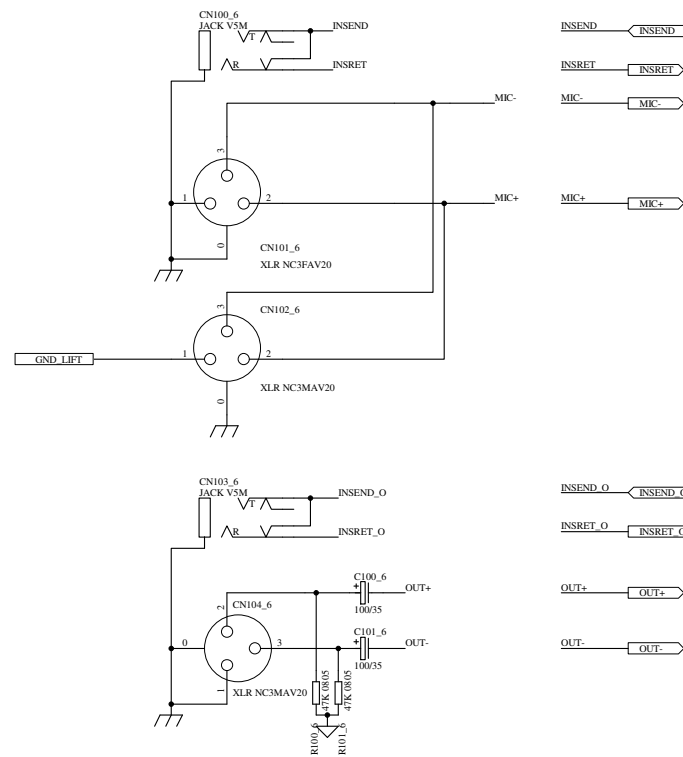 CN100_6
JACK V5M
T
INSEND
R
INSRET
INSEND
INSEND
INSRET
INSRET
MIC-
MIC-
MIC-
3
1
2
MIC+
MIC+
MIC+
0
CN101_6
XLR NC3FAV20
3
CN102_6
GND_LIFT
1
2
0
XLR NC3MAV20
CN103_6
JACK V5M
T
INSEND_O
R
INSRET_O
INSEND_O
INSEND_O
INSRET_O
INSRET_O
C100_6
+
OUT+
100/35
OUT+
OUT+
2
CN104_6
0
3
C101_6
+
OUT-
100/35
OUT-
OUT-
1
XLR NC3MAV20
47K 0805
47K 0805
R100_6
R101_6